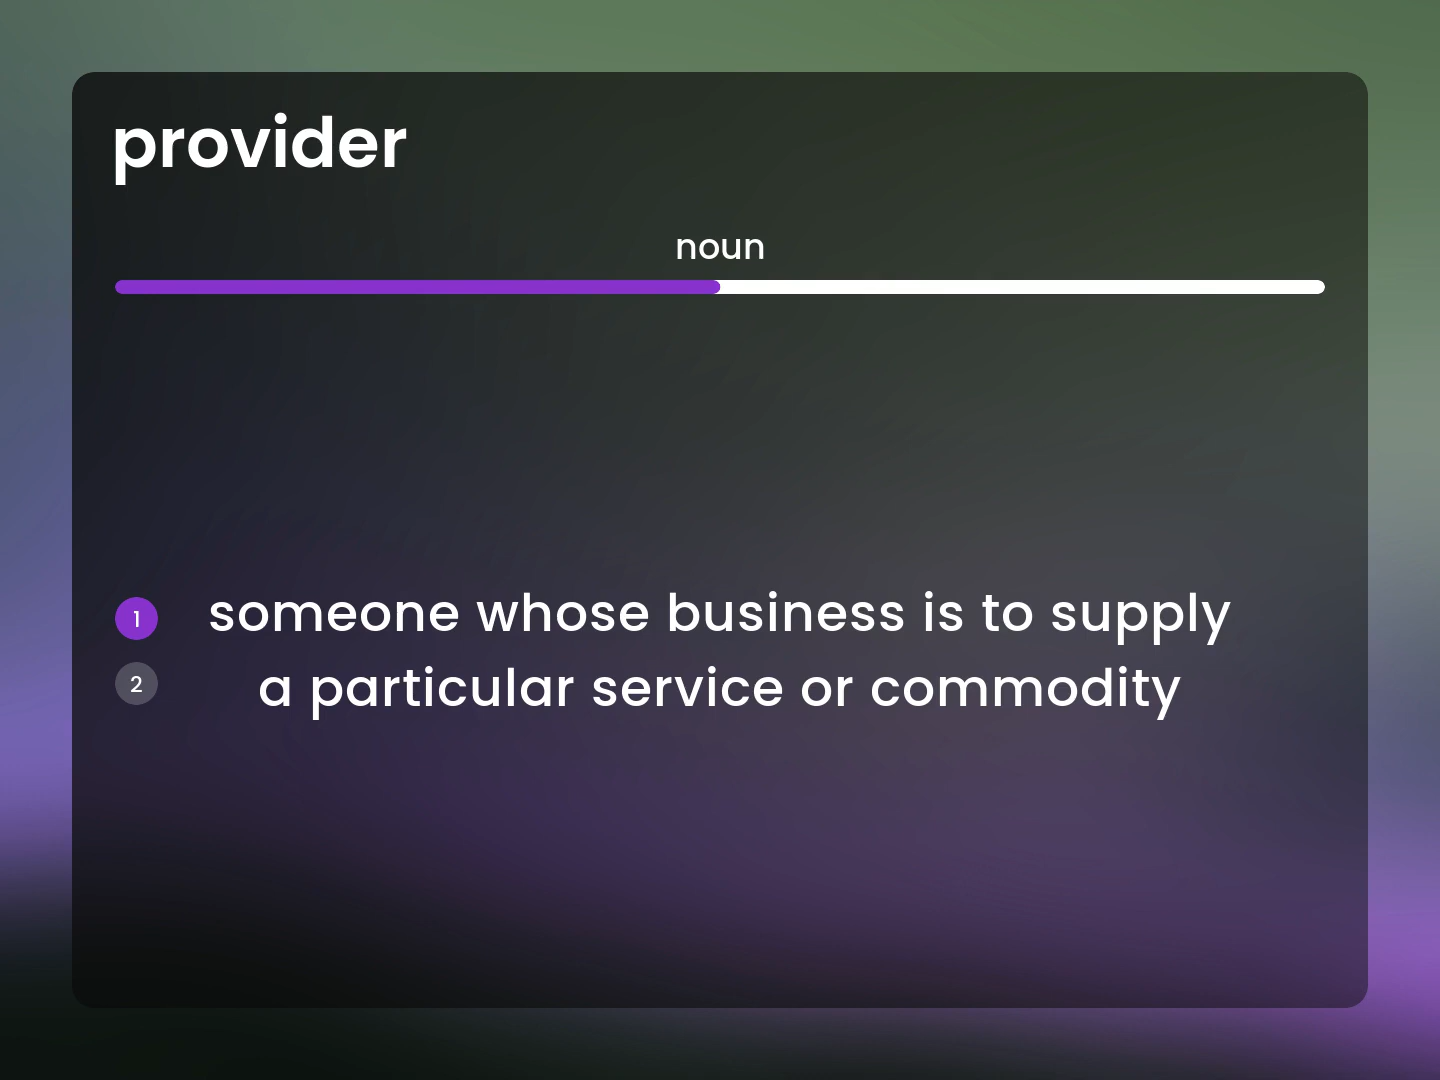 provider
noun
1
someone whose business is to supply
2
a particular service or commodity